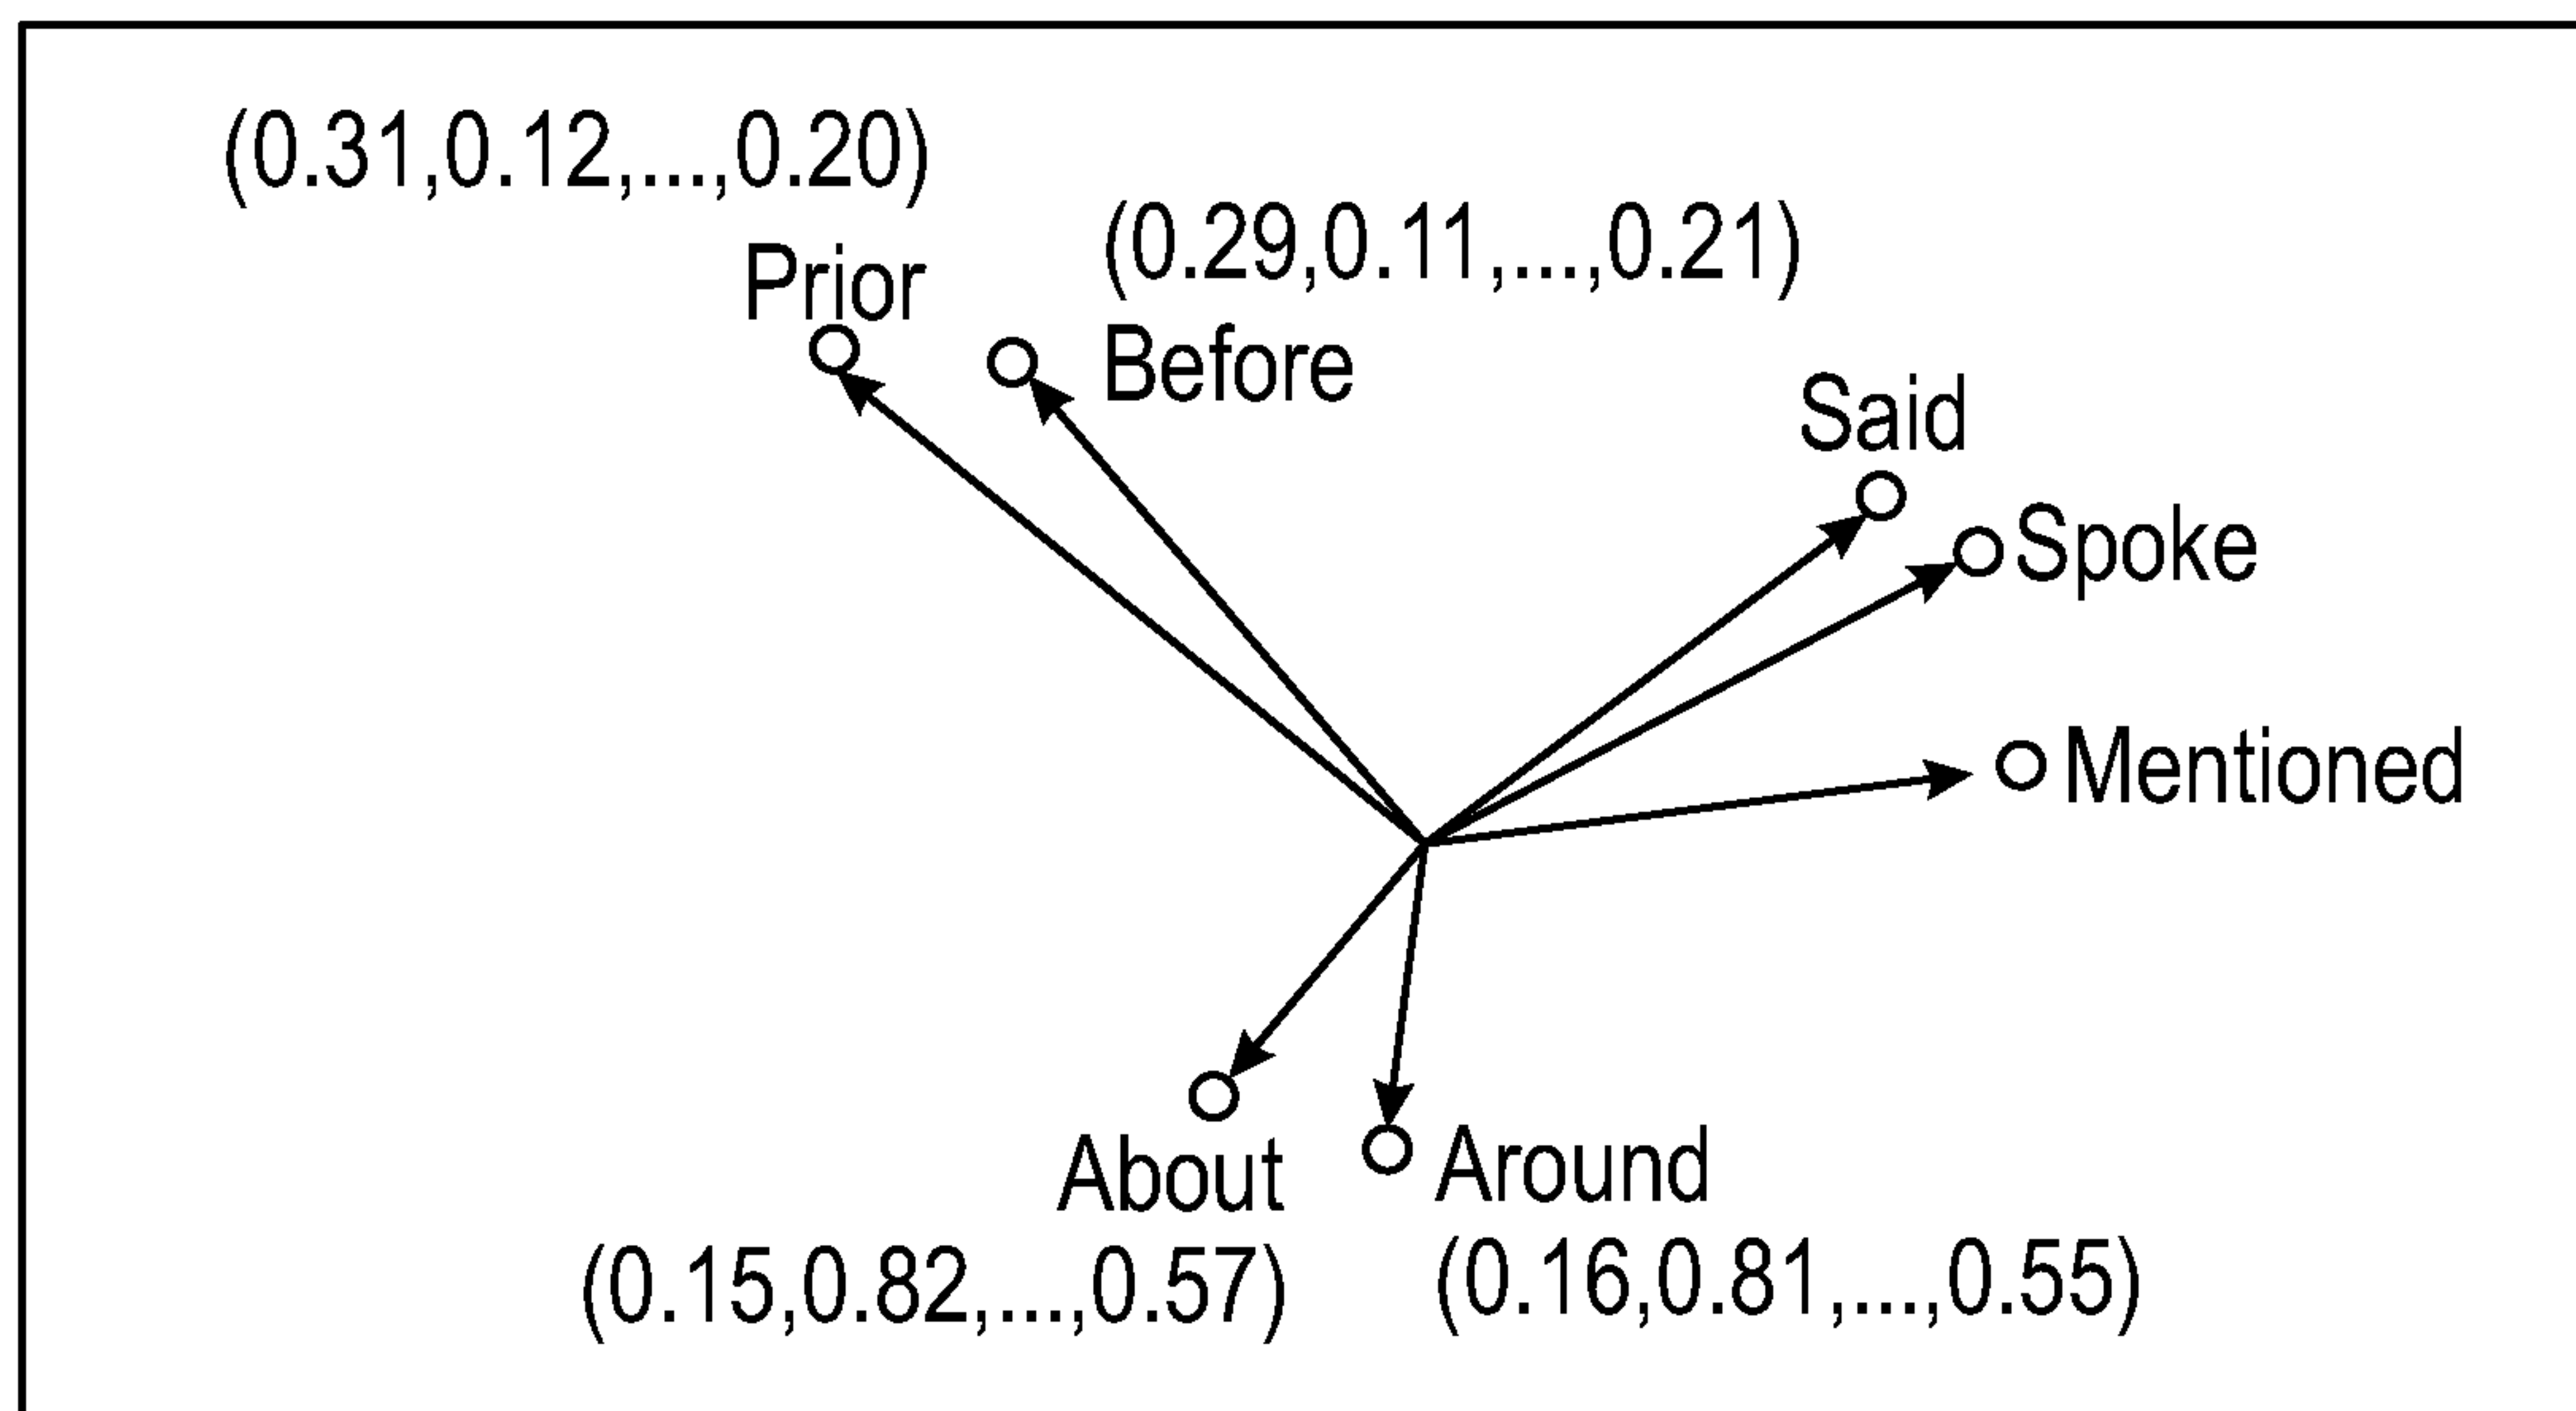 (0.31,0.12,...,0.20)
(0.29,0.11,...,0.21)
Prior
Before
Said
Spoke
Mentioned
About
Around
(0.15,0.82,...,0.57)
(0.16,0.81,...,0.55)